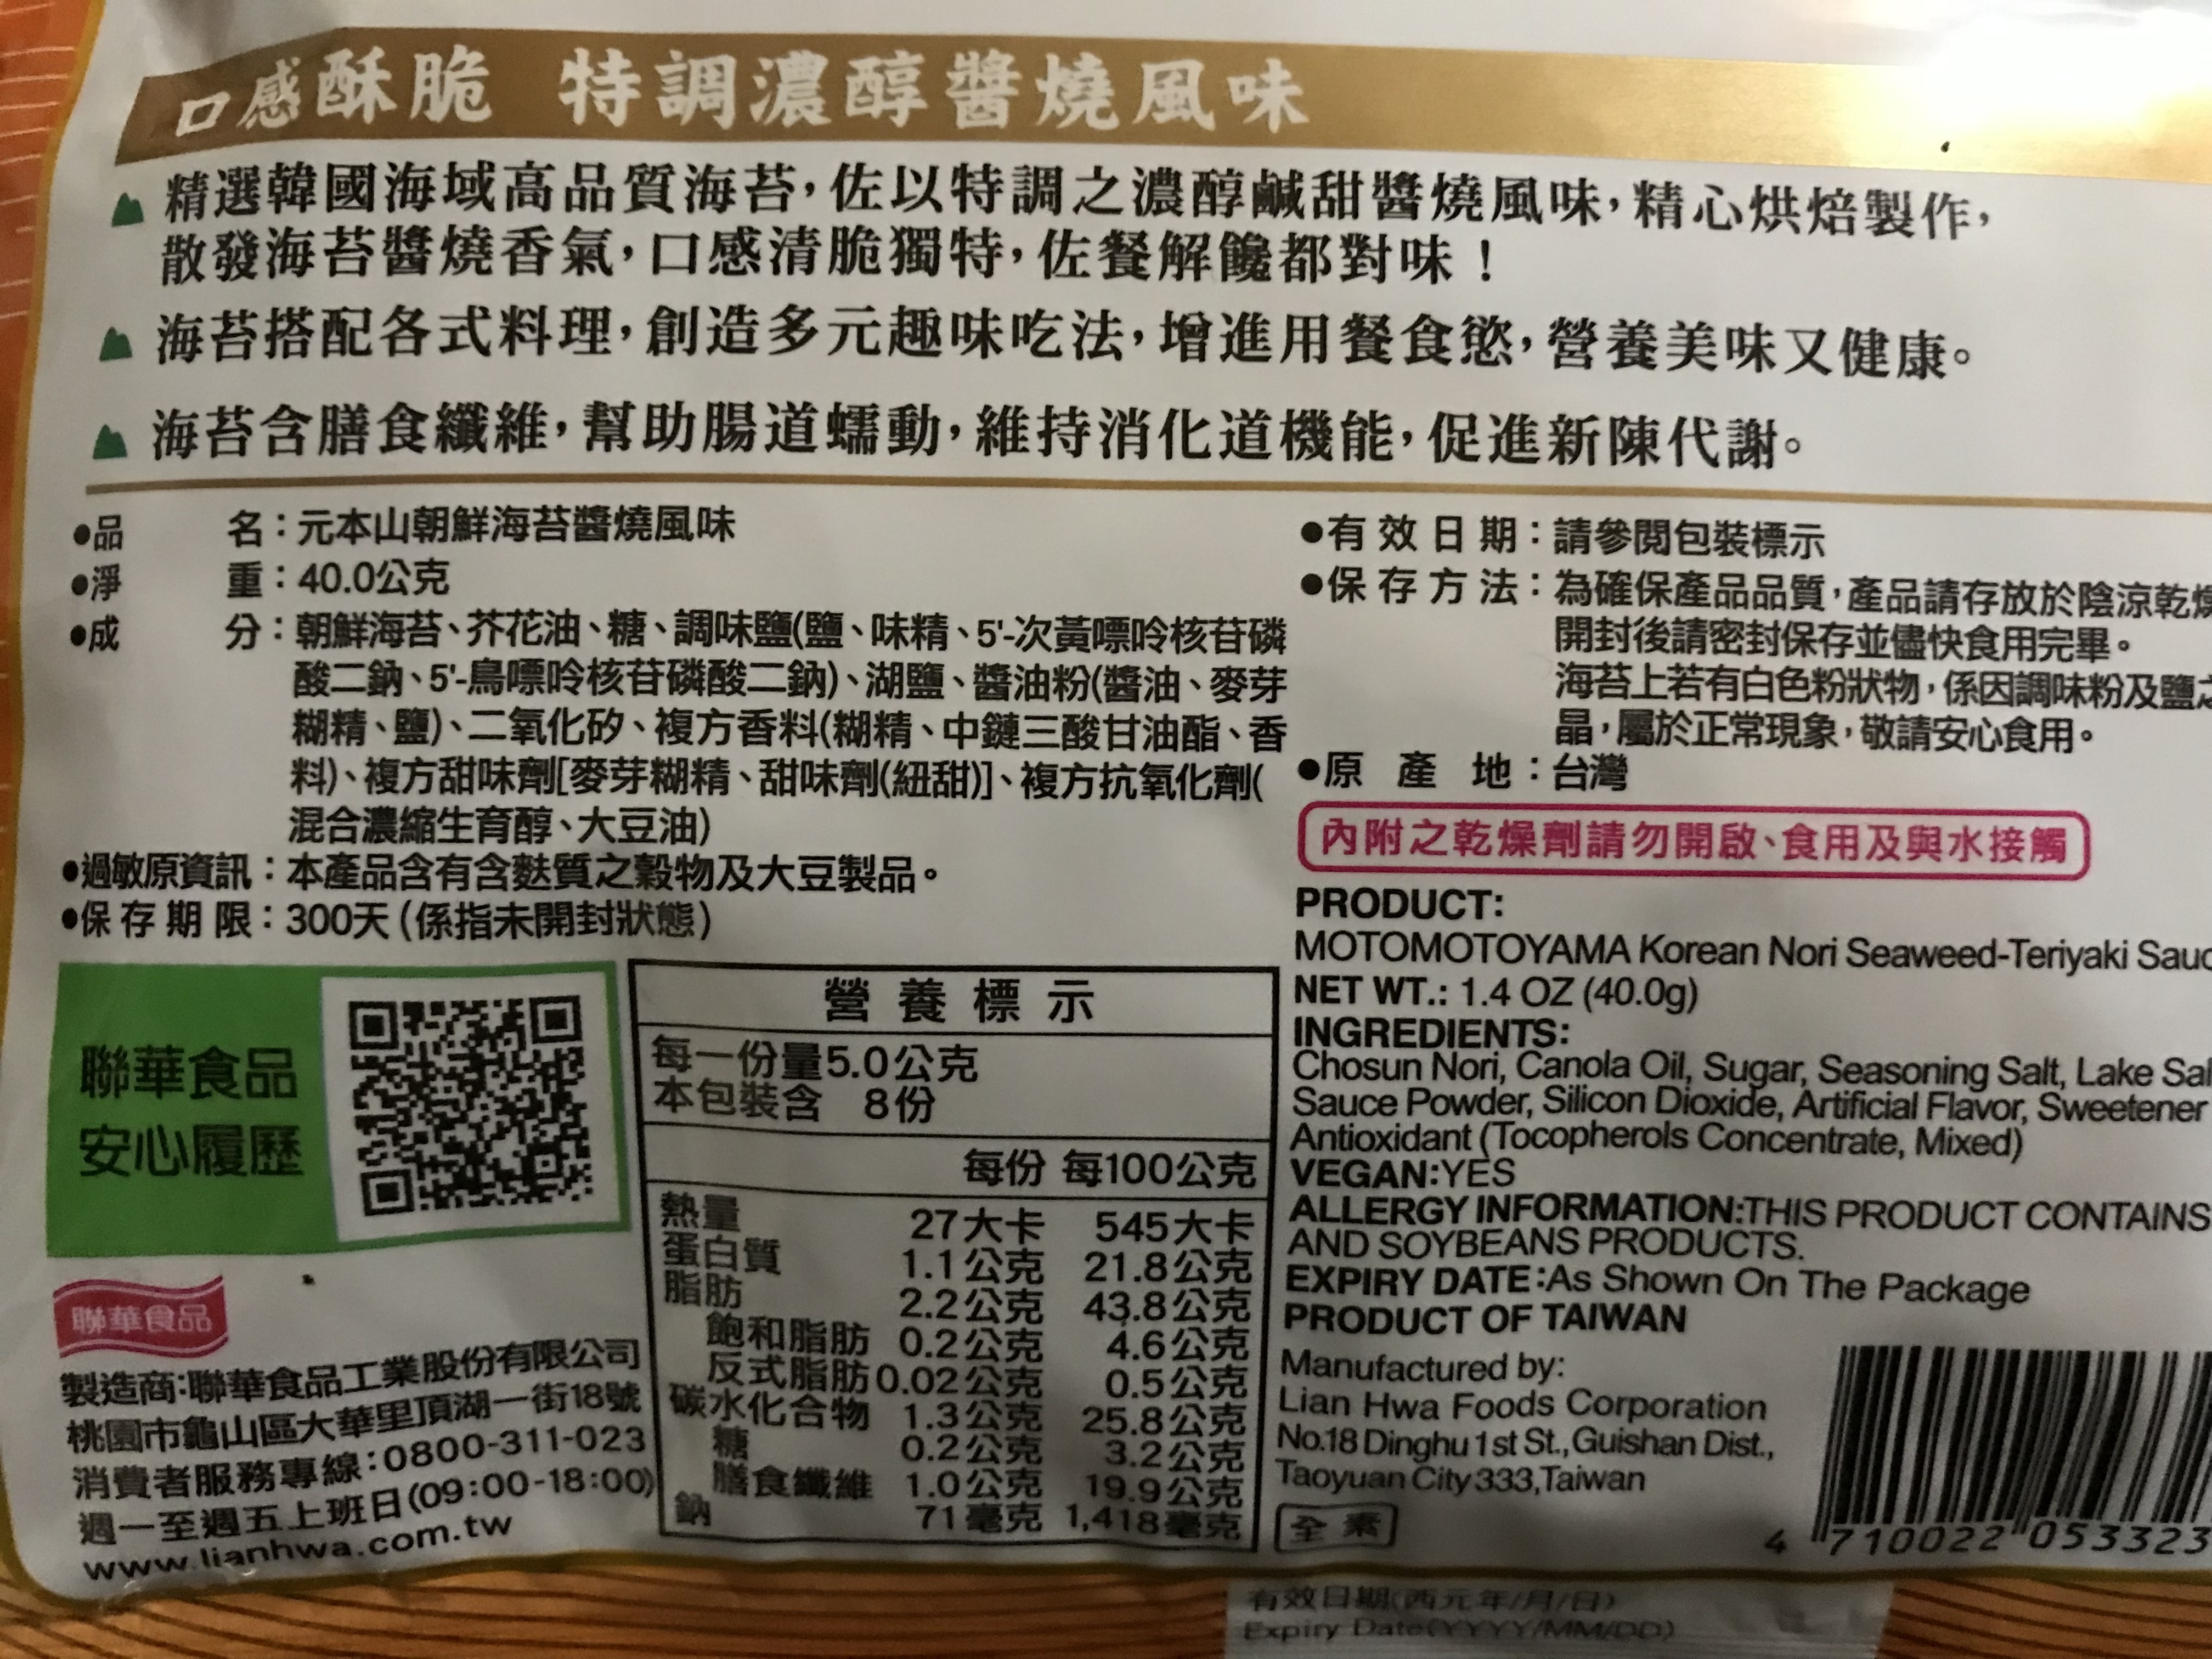 口感酥脆 特調濃醇醬燒風味
精選韓國海域高品質海苔，佐以特調之濃醇鹹甜醬燒風味，精心烘焙製作，
散發海苔醬燒香氣，口感清脆獨特，佐餐解饞都對味！
海苔搭配各式料理，創造多元趣味吃法，增進用餐食慾，營養美味又健康。
海苔含膳食纖維，幫助腸道蠕動，維持消化道機能，促進新陳代謝。
●品名：元本山朝鮮海苔醬燒風味
●淨重：40.0公克
●成分：朝鮮海苔、芥花油、糖、調味鹽(鹽、味精、5'-次黃嘌呤核苷磷
酸二鈉、5'-鳥嘌呤核苷磷酸二鈉)、湖鹽、醬油粉(醬油、麥芽
糊精、鹽)、二氧化矽、複方香料(糊精、中鏈三酸甘油酯、香
料)、複方甜味劑[麥芽糊精、甜味劑(紐甜)]、複方抗氧化劑(
混合濃縮生育醇、大豆油)
●過敏原資訊：本產品含有含麩質之穀物及大豆製品。
●保存期限：300天(係指未開封狀態)
●有效日期：請參閱包裝標示
●保存方法：為確保產品品質，產品請存放於陰涼乾燥
開封後請密封保存並儘快食用完畢。
海苔上若有白色粉狀物，係因調味粉及鹽之
晶，屬於正常現象，敬請安心食用。
●原產地：台灣
內附之乾燥劑請勿開啟、食用及與水接觸
PRODUCT:
MOTOMOTOYAMA Korean Nori Seaweed-Teriyaki Sauc
NET WT.: 1.4 OZ (40.0g)
INGREDIENTS:
Chosun Nori, Canola Oil, Sugar, Seasoning Salt, Lake Sal
Sauce Powder, Silicon Dioxide, Artificial Flavor, Sweetener
Antioxidant (Tocopherols Concentrate, Mixed)
VEGAN:YES
ALLERGY INFORMATION:THIS PRODUCT CONTAINS
AND SOYBEANS PRODUCTS.
EXPIRY DATE:As Shown On The Package
PRODUCT OF TAIWAN
Manufactured by:
Lian Hwa Foods Corporation
No.18 Dinghu 1st St., Guishan Dist.,
Taoyuan City 333, Taiwan
全素
4 710022 053323
聯華食品
安心履歷
營養標示
每一份量5.0公克
本包裝含 8份
每份 每100公克
熱量 27大卡 545大卡
蛋白質 1.1公克 21.8公克
脂肪 2.2公克 43.8公克
飽和脂肪 0.2公克 4.6公克
反式脂肪 0.02公克 0.5公克
碳水化合物 1.3公克 25.8公克
糖 0.2公克 3.2公克
膳食纖維 1.0公克 19.9公克
鈉 71毫克 1,418毫克
聯華食品
製造商:聯華食品工業股份有限公司
桃園市龜山區大華里頂湖一街18號
消費者服務專線:0800-311-023
週一至週五上班日(09:00-18:00)
www.lianhwa.com.tw
有效日期(西元年/月/日)
Expiry Date(YYYY/MM/DD)